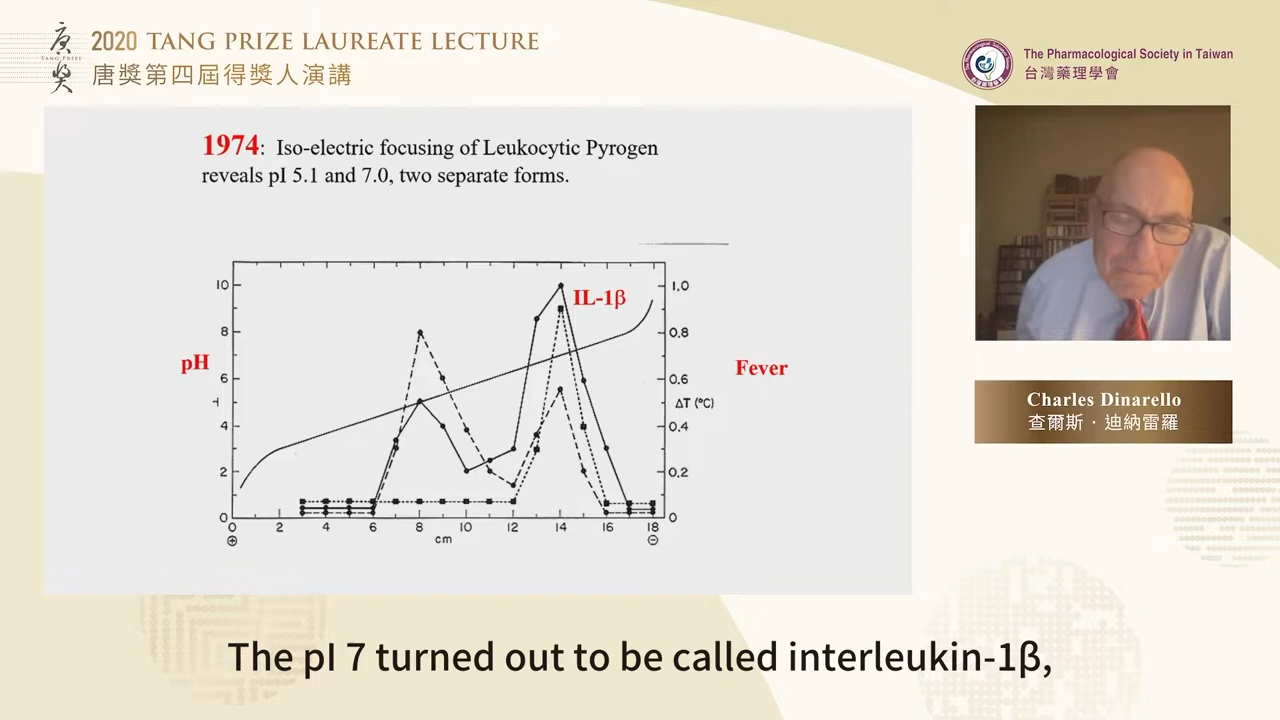 唐獎
TANG PRIZE
2020 TANG PRIZE LAUREATE LECTURE
唐獎第四屆得獎人演講
The Pharmacological Society in Taiwan
台灣藥理學會
1974: Iso-electric focusing of Leukocytic Pyrogen
reveals pI 5.1 and 7.0, two separate forms.
IL-1β
pH
Fever
10
8
6
4
2
0
1.0
0.8
0.6
ΔT (°C)
0.4
0.2
0
0 2 4 6 8 10 12 14 16 18
⊕ cm ⊖
Charles Dinarello
查爾斯・迪納雷羅
The pI 7 turned out to be called interleukin-1β,